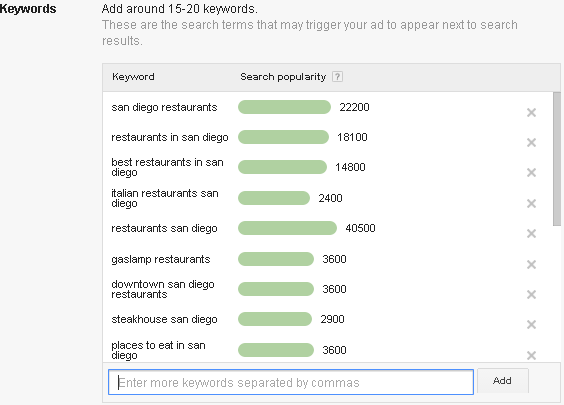 Keywords
Add around 15-20 keywords.
These are the search terms that may trigger your ad to appear next to search
results.
Keyword Search popularity ?
san diego restaurants 22200
restaurants in san diego 18100
best restaurants in san
diego 14800
italian restaurants san
diego 2400
restaurants san diego 40500
gaslamp restaurants 3600
downtown san diego
restaurants 3600
steakhouse san diego 2900
places to eat in san
diego 3600
Enter more keywords separated by commas Add